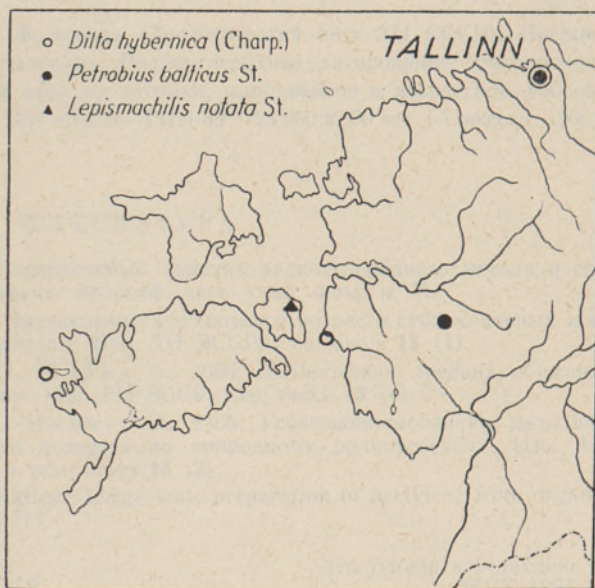 ○ Dilta hybernica (Charp.)
● Petrobius balticus St.
▲ Lepismachilis notata St.
TALLINN